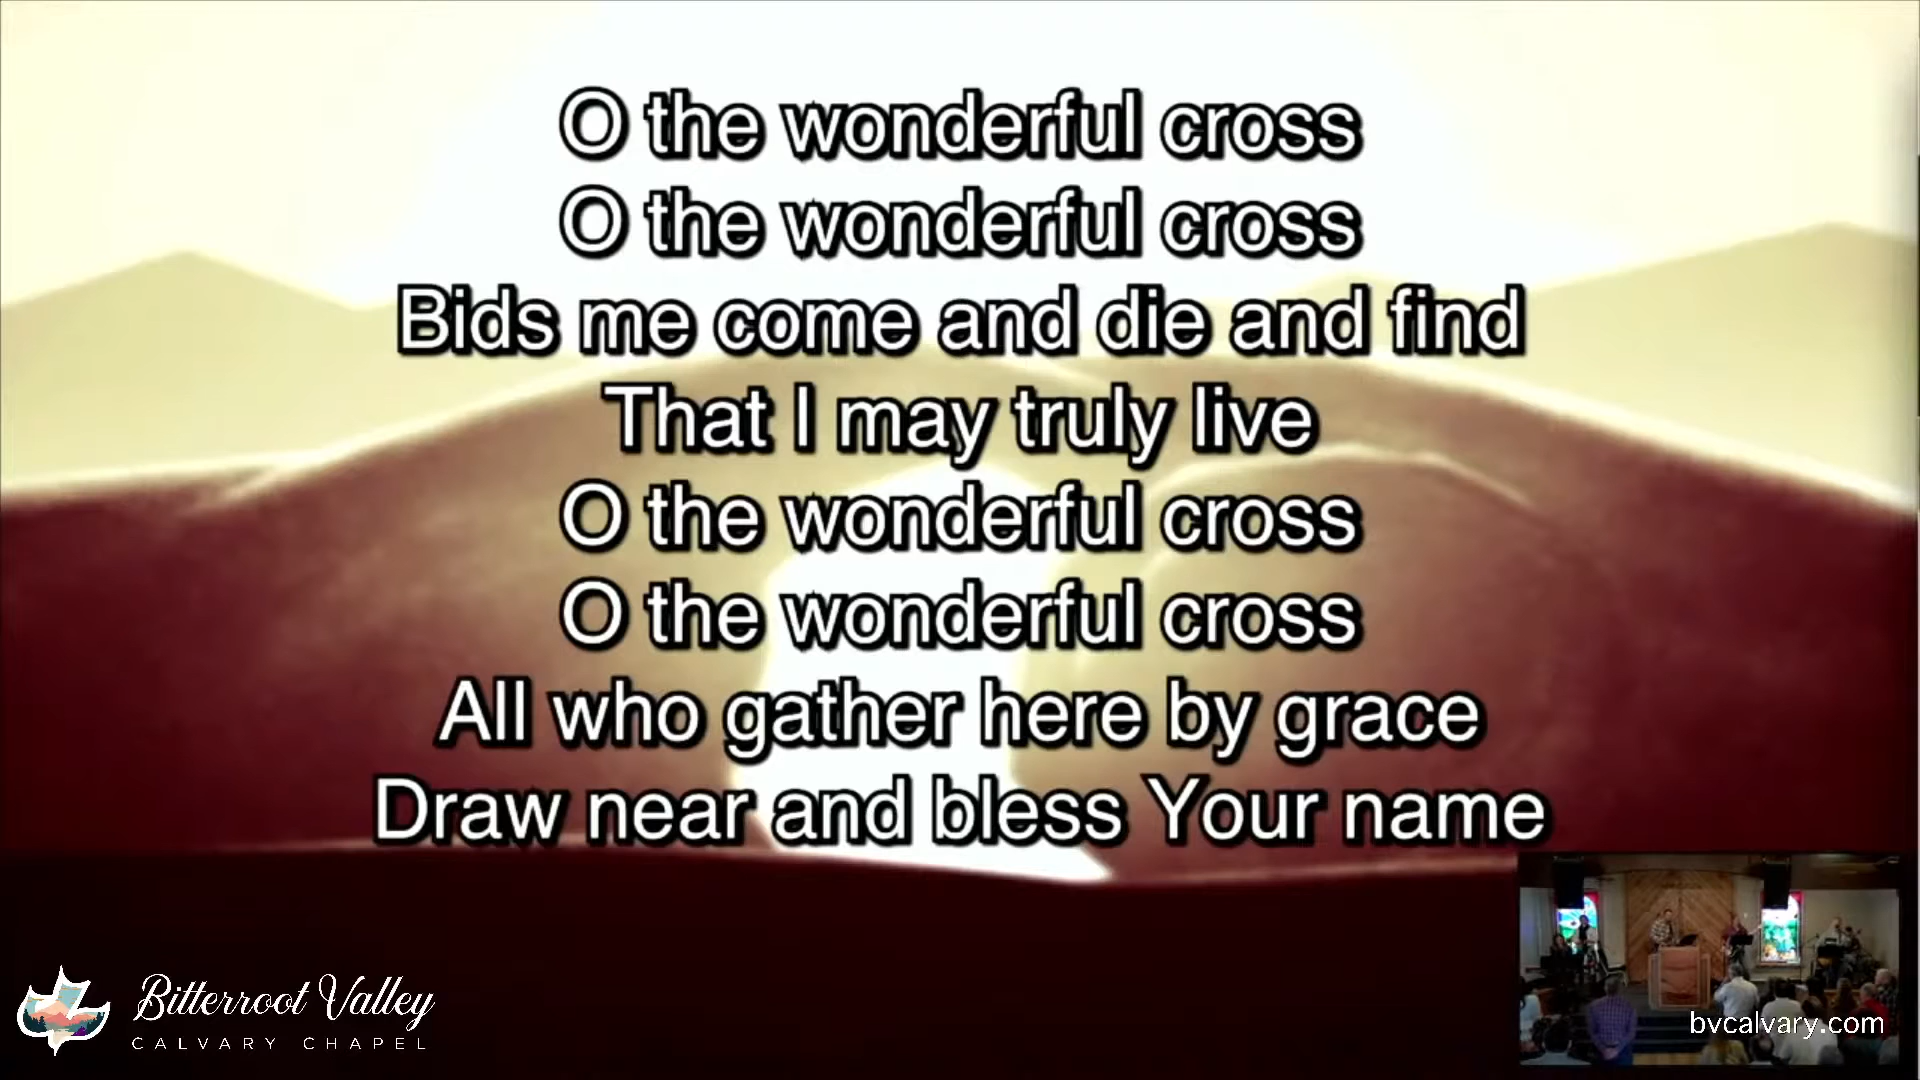 O the wonderful cross
O the wonderful cross
Bids me come and die and find
That I may truly live
O the wonderful cross
O the wonderful cross
All who gather here by grace
Draw near and bless Your name
Bitterroot Valley
CALVARY CHAPEL
bvcalvary.com